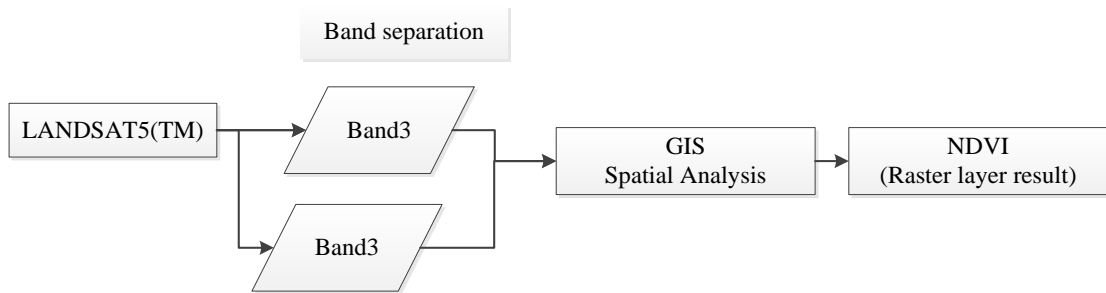 Band separation
LANDSAT5(TM)
Band3
Band3
GIS
Spatial Analysis
NDVI
(Raster layer result)